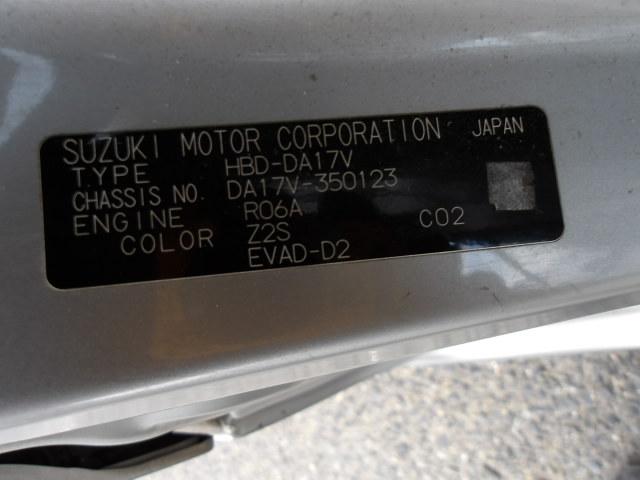 SUZUKI MOTOR CORPORATION JAPAN
TYPE HBD-DA17V
CHASSIS NO. DA17V-350123
ENGINE R06A
COLOR Z2S CO2
EVAD-D2